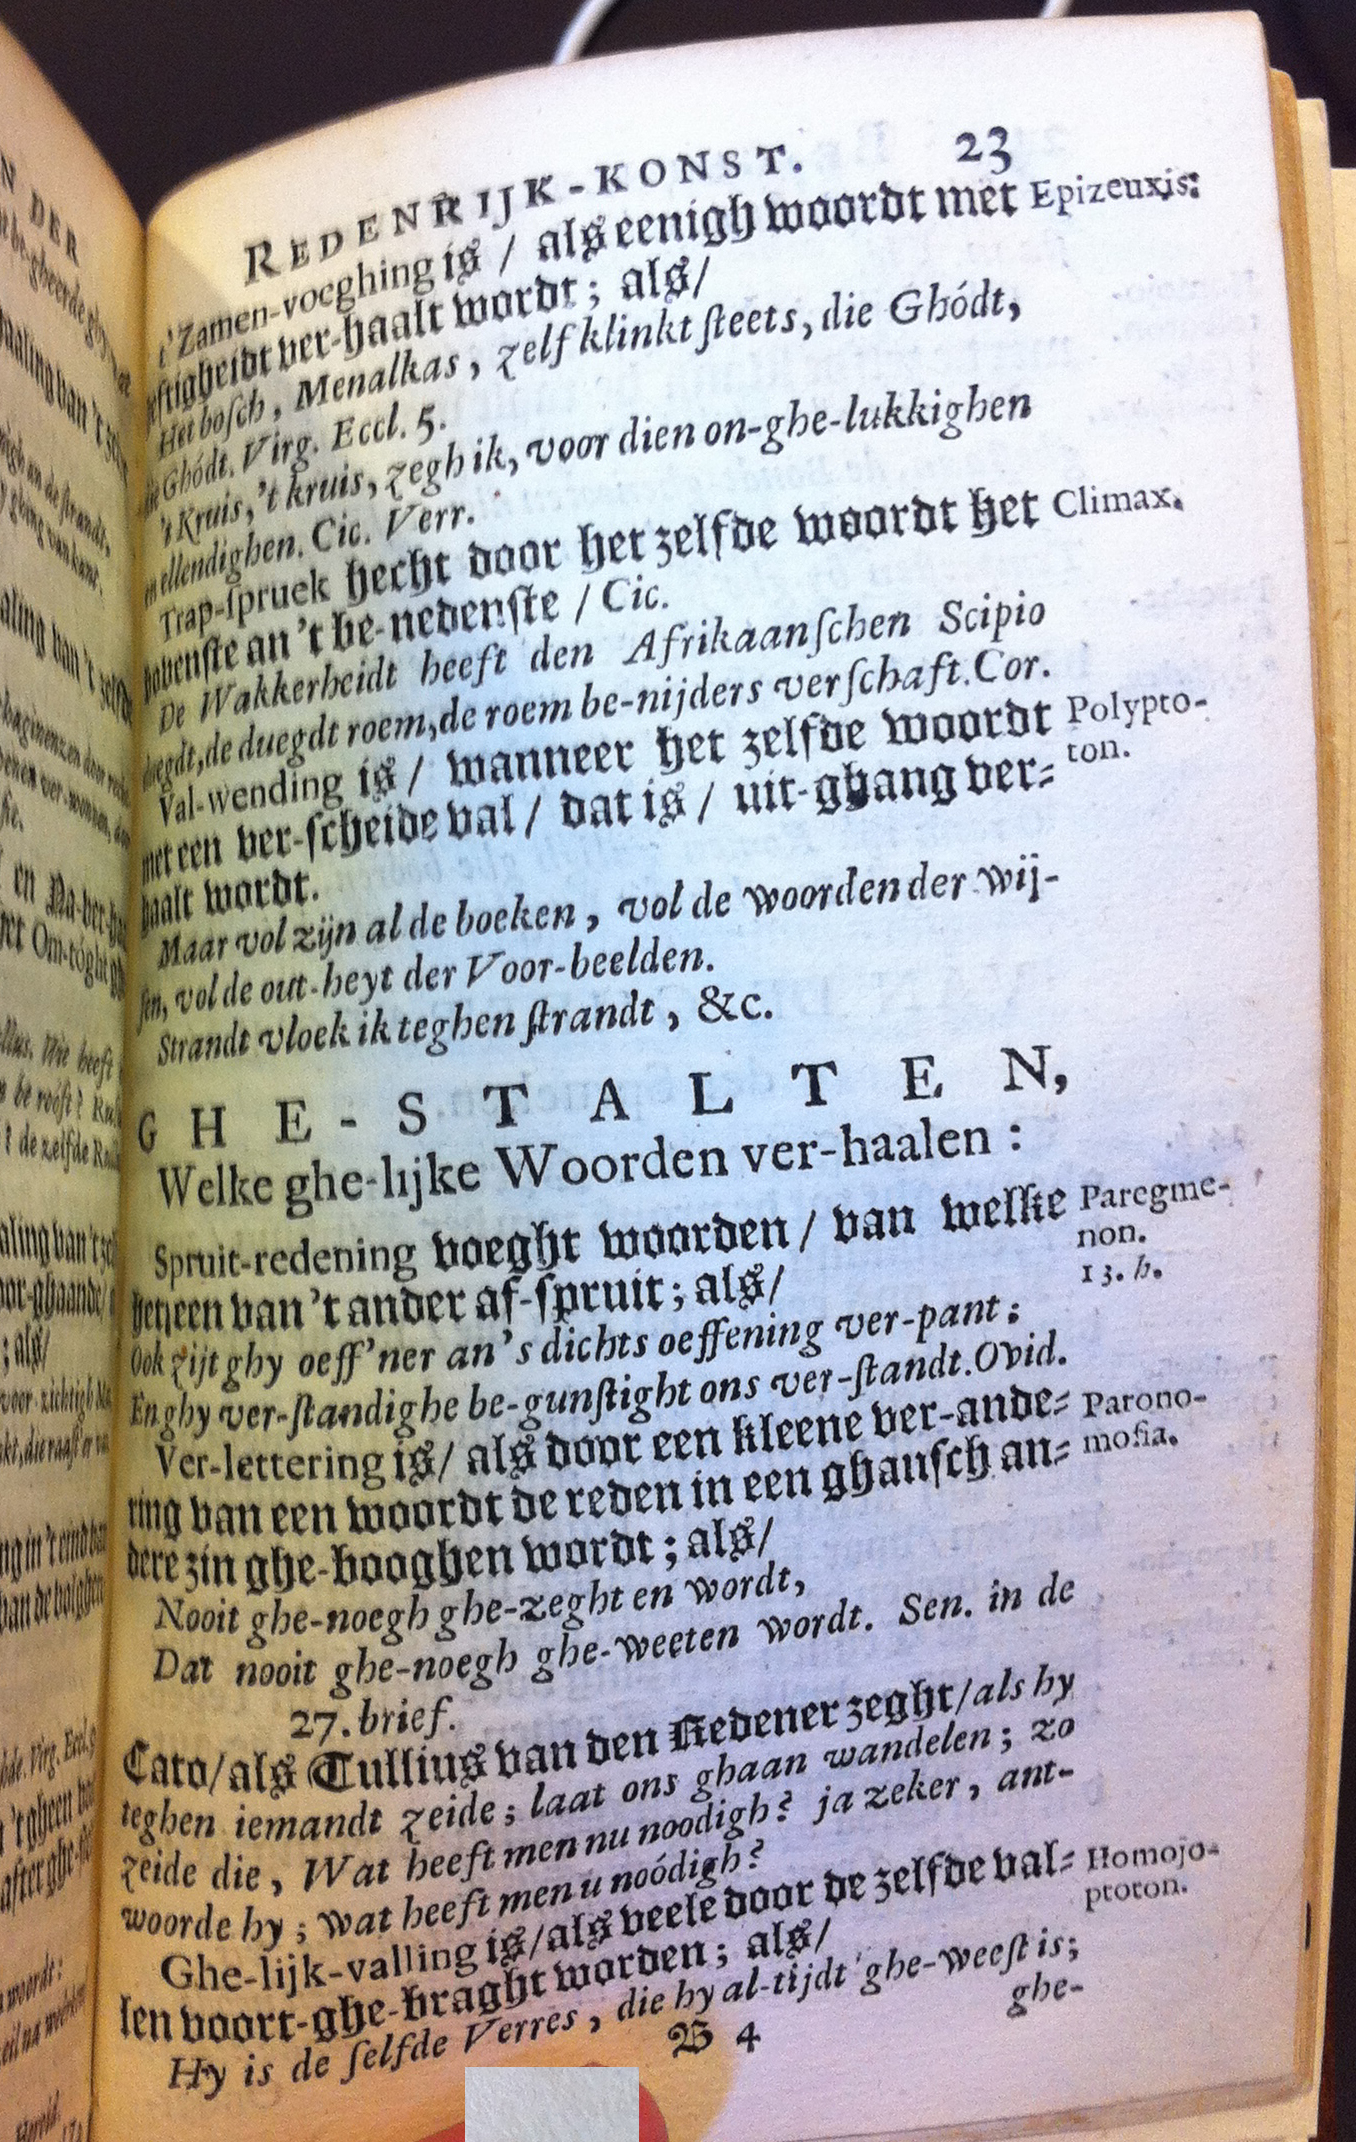 REDENRIJK-KONST. 23
t'Zamen-voeghing is / als eenigh woordt met Epizeuxis:
heftigheidt ver-haalt wordt; als/
Het bosch, Menalkas, zelf klinkt steets, die Ghódt,
die Ghódt. Virg. Eccl. 5.
't Kruis, 't kruis, zegh ik, voor dien on-ghe-lukkighen
en ellendighen. Cic. Verr.
Trap-spruek hecht door het zelfde woordt het Climax.
bovenste an 't be-nedenste / Cic.
De Wakkerheidt heeft den Afrikaanschen Scipio
duegdt, de duegdt roem, de roem be-nijders verschaft. Cor.
Val-wending is / wanneer het zelfde woordt Polypto-
met een ver-scheide val / dat is / uit-ghang ver- ton.
haalt wordt.
Maar vol zijn al de boeken, vol de woorden der wij-
sen, vol de out-heyt der Voor-beelden.
Strandt vloek ik teghen strandt, &c.
GHE-STALTEN,
Welke ghe-lijke Woorden ver-haalen:
Spruit-redening voeght woorden / van welke Paregme-
non.
het een van 't ander af-spruit; als/ 13. h.
Ook zijt ghy oeff'ner an 's dichts oeffening ver-pant;
En ghy ver-standighe be-gunstight ons ver-standt. Ovid.
Ver-lettering is / als door een kleene ver-ande- Parono-
ring van een woordt de reden in een ghansch an- mosia.
dere zin ghe-booghen wordt; als/
Nooit ghe-noegh ghe-zeght en wordt,
Dat nooit ghe-noegh ghe-weeten wordt. Sen. in de
27. brief.
Cato / als Tullius van den Redener zeght / als hy
teghen iemandt zeide; laat ons ghaan wandelen; zo
zeide die, Wat heeft men nu noodigh? ja zeker, ant-
woorde hy; wat heeft men u noódigh?
Ghe-lijk-valling is / als veele door de zelfde val- Homojo-
len voort-ghe-braght worden; als/ ptoton.
Hy is de selfde Verres, die hy al-tijdt ghe-weest is;
B 4 ghe-